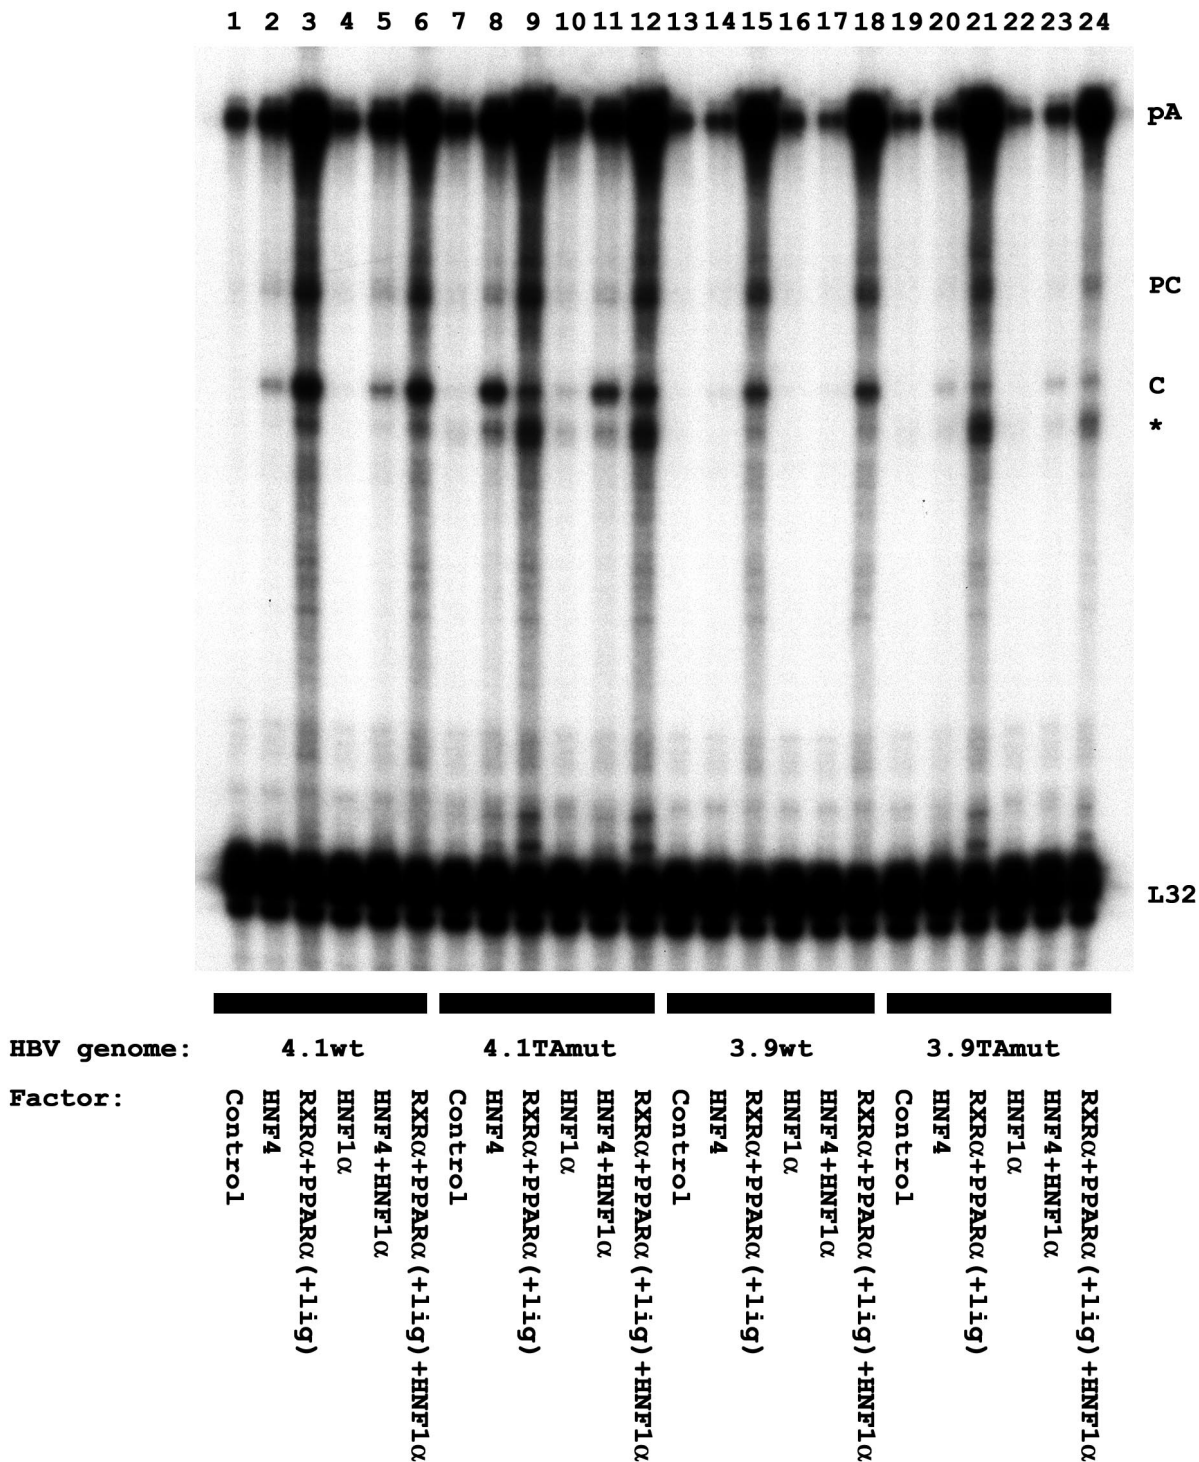 1 2 3 4 5 6 7 8 9 10 11 12 13 14 15 16 17 18 19 20 21 22 23 24
pA
PC
C
*
L32
HBV genome: 4.1wt 4.1TAmut 3.9wt 3.9TAmut
Factor:
Control
HNF4
RXRα+PPARα(+lig)
HNF1α
HNF4+HNF1α
RXRα+PPARα(+lig)+HNF1α
Control
HNF4
RXRα+PPARα(+lig)
HNF1α
HNF4+HNF1α
RXRα+PPARα(+lig)+HNF1α
Control
HNF4
RXRα+PPARα(+lig)
HNF1α
HNF4+HNF1α
RXRα+PPARα(+lig)+HNF1α
Control
HNF4
RXRα+PPARα(+lig)
HNF1α
HNF4+HNF1α
RXRα+PPARα(+lig)+HNF1α